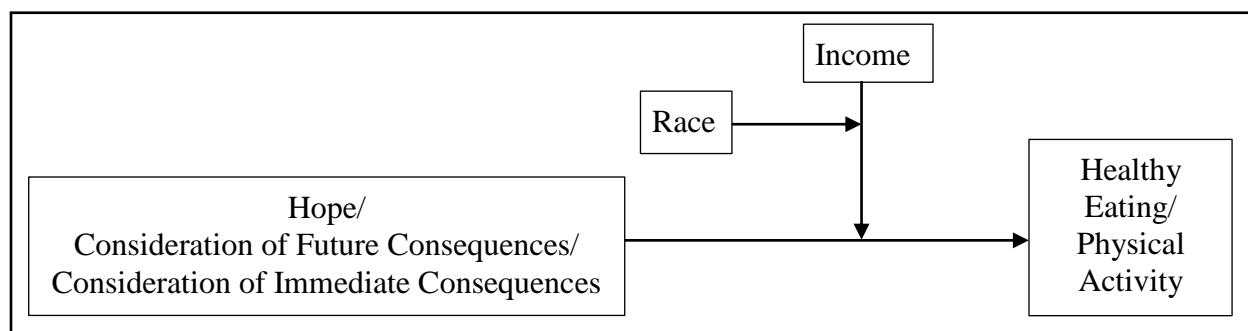 Income
Race
Healthy
Eating/
Physical
Activity
Hope/
Consideration of Future Consequences/
Consideration of Immediate Consequences